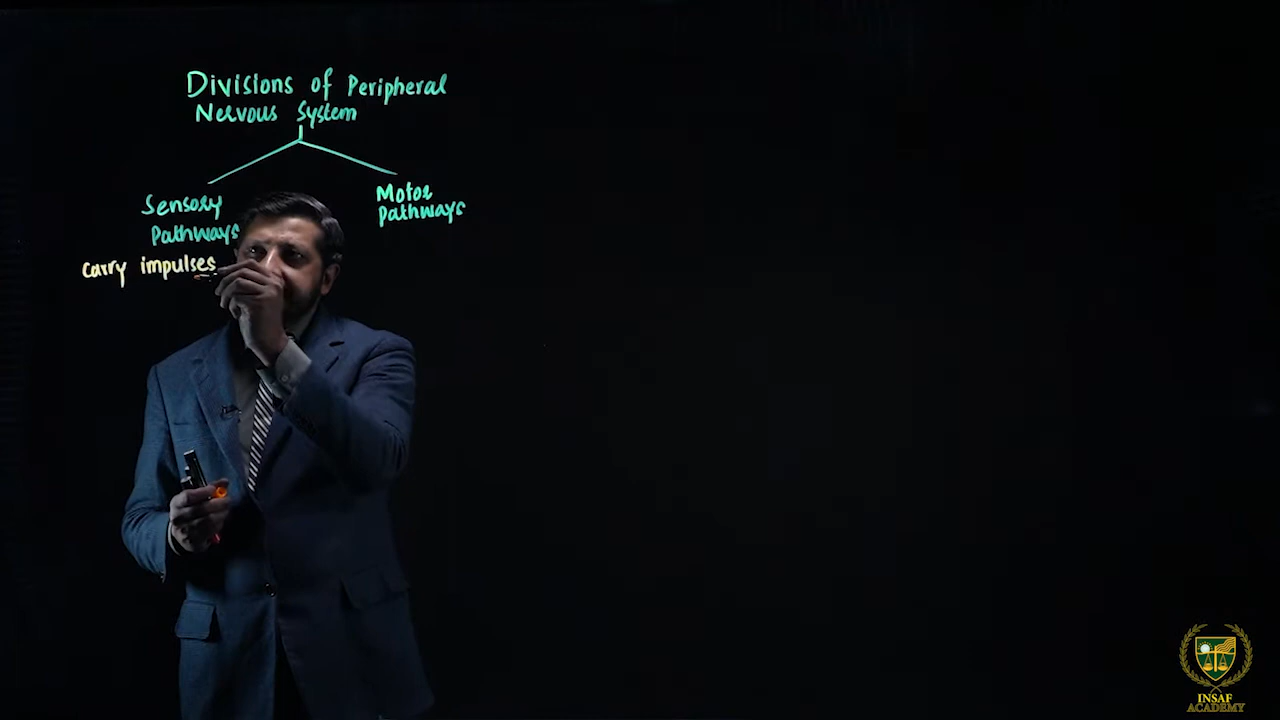 Divisions of Peripheral
Nervous System
Sensory
Pathways
Motor
Pathways
Carry impulses
INSAF
ACADEMY